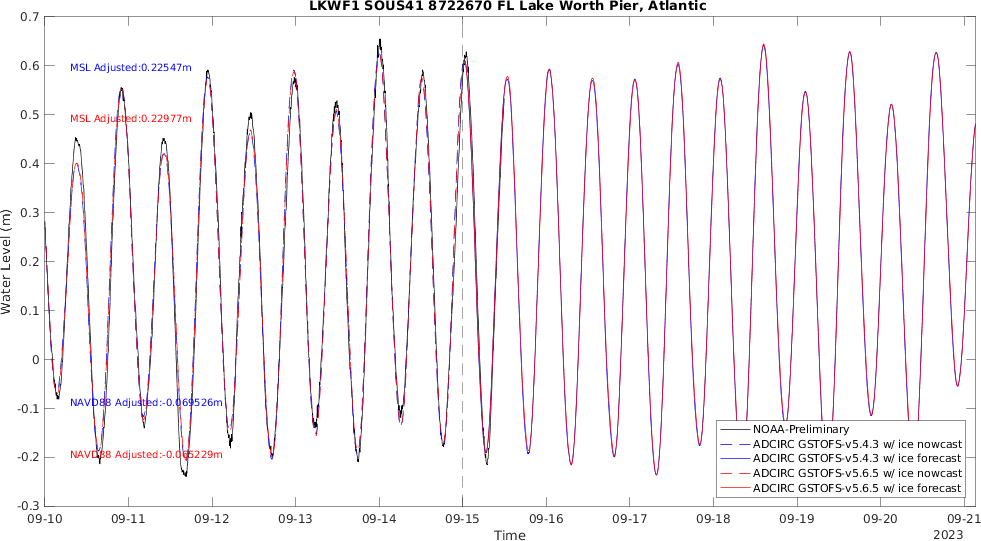 LKWF1 SOUS41 8722670 FL Lake Worth Pier, Atlantic
0.7
0.6
0.5
0.4
0.3
0.2
0.1
0
-0.1
-0.2
-0.3
Water Level (m)
MSL Adjusted:0.22547m
MSL Adjusted:0.22977m
NAVD88 Adjusted:-0.069526m
NAVD88 Adjusted:-0.065229m
NOAA-Preliminary
ADCIRC GSTOFS-v5.4.3 w/ ice nowcast
ADCIRC GSTOFS-v5.4.3 w/ ice forecast
ADCIRC GSTOFS-v5.6.5 w/ ice nowcast
ADCIRC GSTOFS-v5.6.5 w/ ice forecast
09-10 09-11 09-12 09-13 09-14 09-15 09-16 09-17 09-18 09-19 09-20 09-21
Time
2023